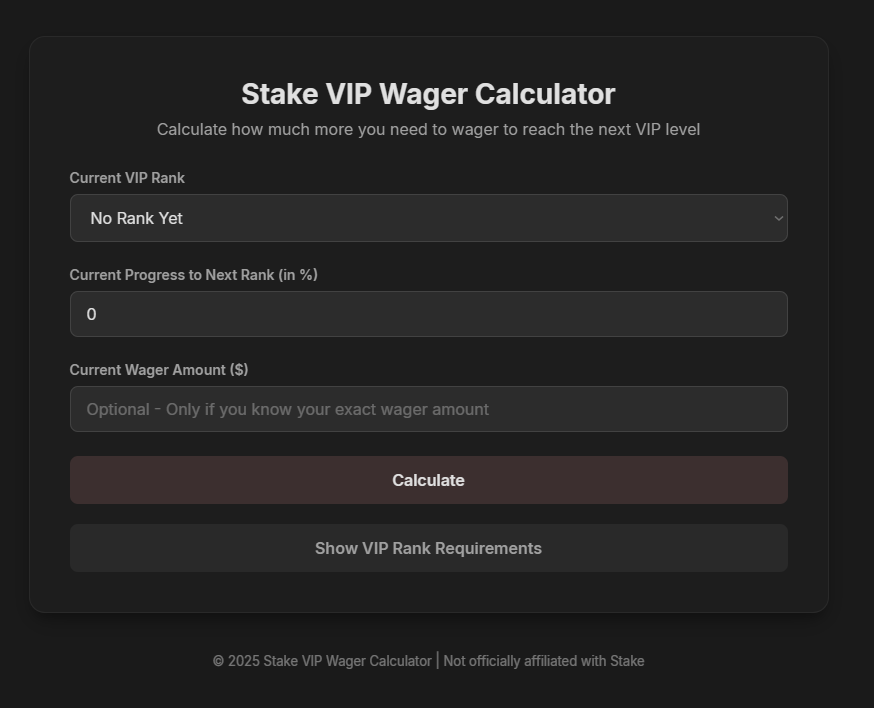 Stake VIP Wager Calculator
Calculate how much more you need to wager to reach the next VIP level
Current VIP Rank
No Rank Yet
Current Progress to Next Rank (in %)
0
Current Wager Amount ($)
Optional - Only if you know your exact wager amount
Calculate
Show VIP Rank Requirements
© 2025 Stake VIP Wager Calculator | Not officially affiliated with Stake